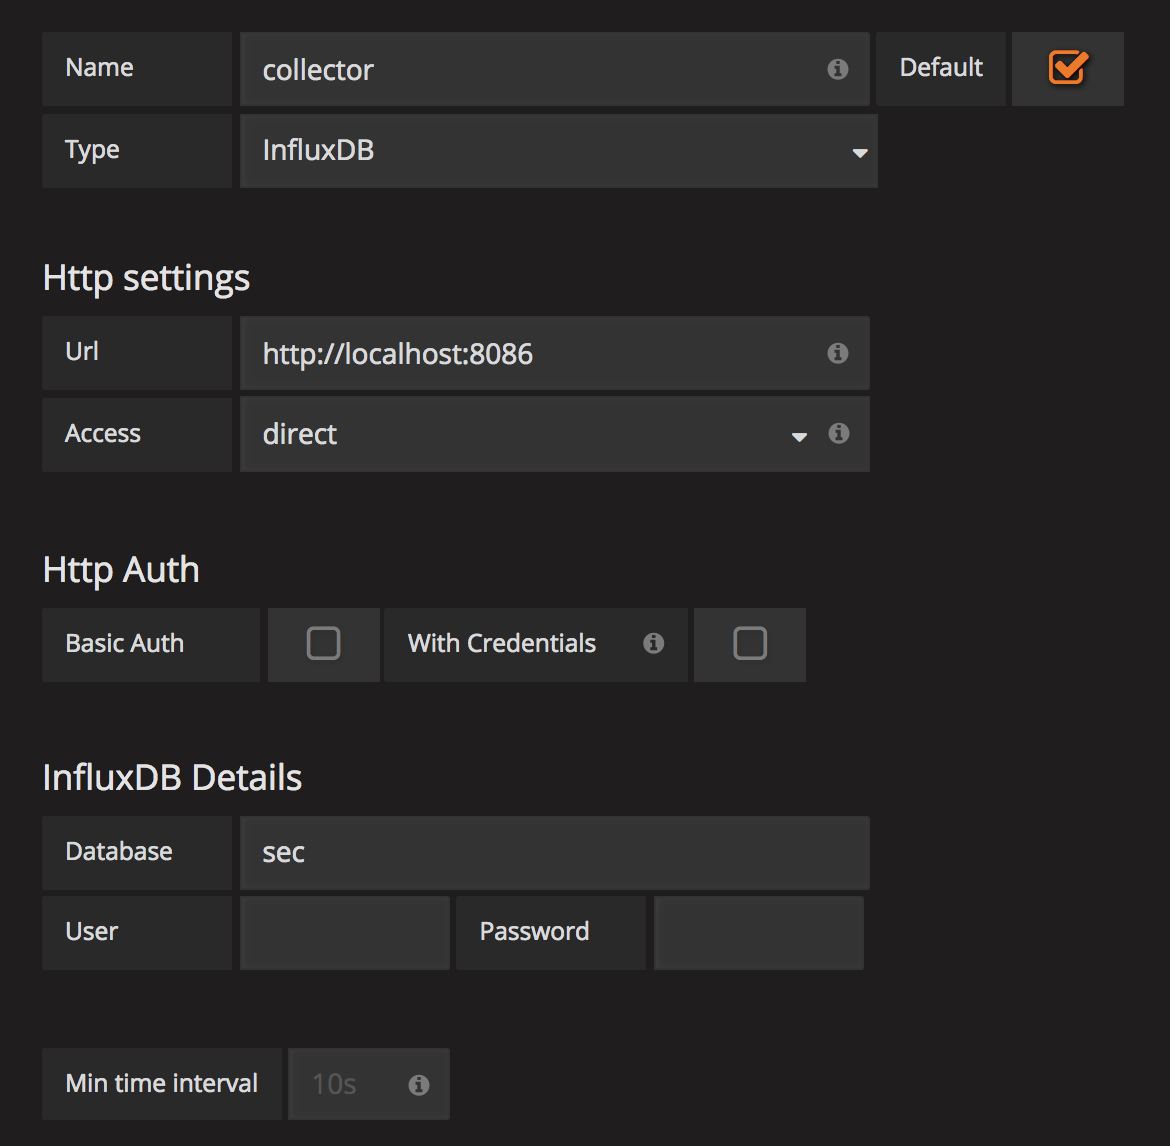 Name collector Default
Type InfluxDB
Http settings
Url http://localhost:8086
Access direct
Http Auth
Basic Auth With Credentials
InfluxDB Details
Database sec
User Password
Min time interval 10s